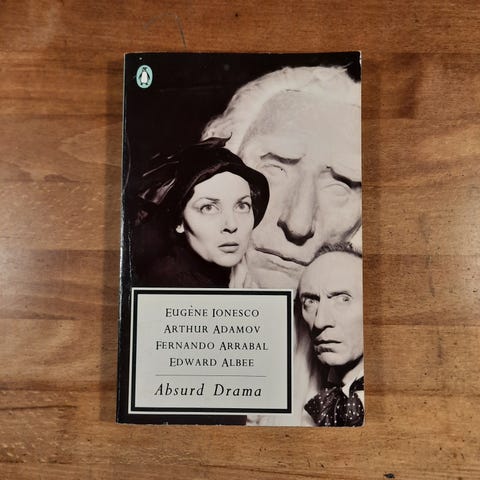 EUGÈNE IONESCO
ARTHUR ADAMOV
FERNANDO ARRABAL
EDWARD ALBEE
Absurd Drama